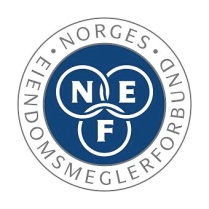 NORGES · EIENDOMSMEGLERFORBUND ·
N E
F